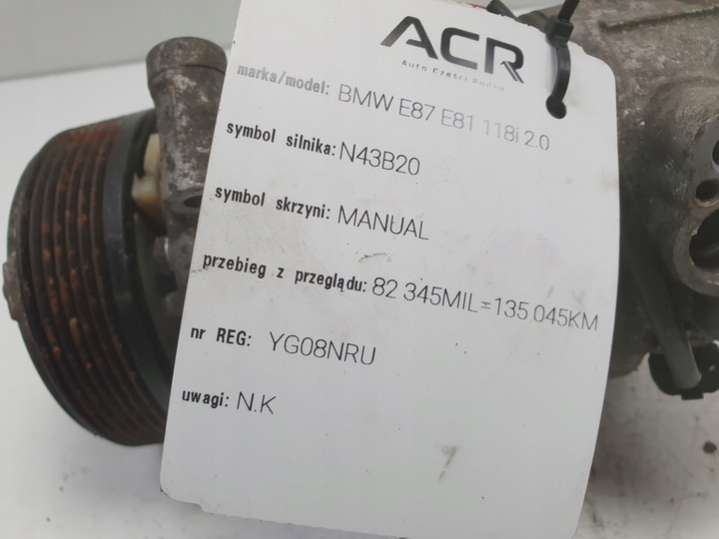 ACR
Auto Części Rudno
marka/model: BMW E87 E81 118i 2.0
symbol silnika: N43B20
symbol skrzyni: MANUAL
przebieg z przeglądu: 82 345MIL=135 045KM
nr REG: YG08NRU
uwagi: N.K